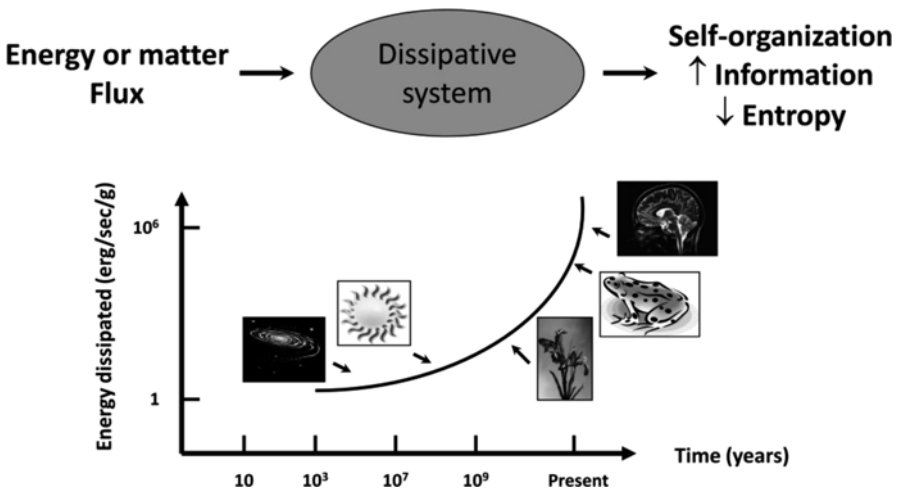 Energy or matter
Flux
Dissipative
system
Self-organization
↑ Information
↓ Entropy
Energy dissipated (erg/sec/g)
10⁶
1
10
10³
10⁷
10⁹
Present
Time (years)